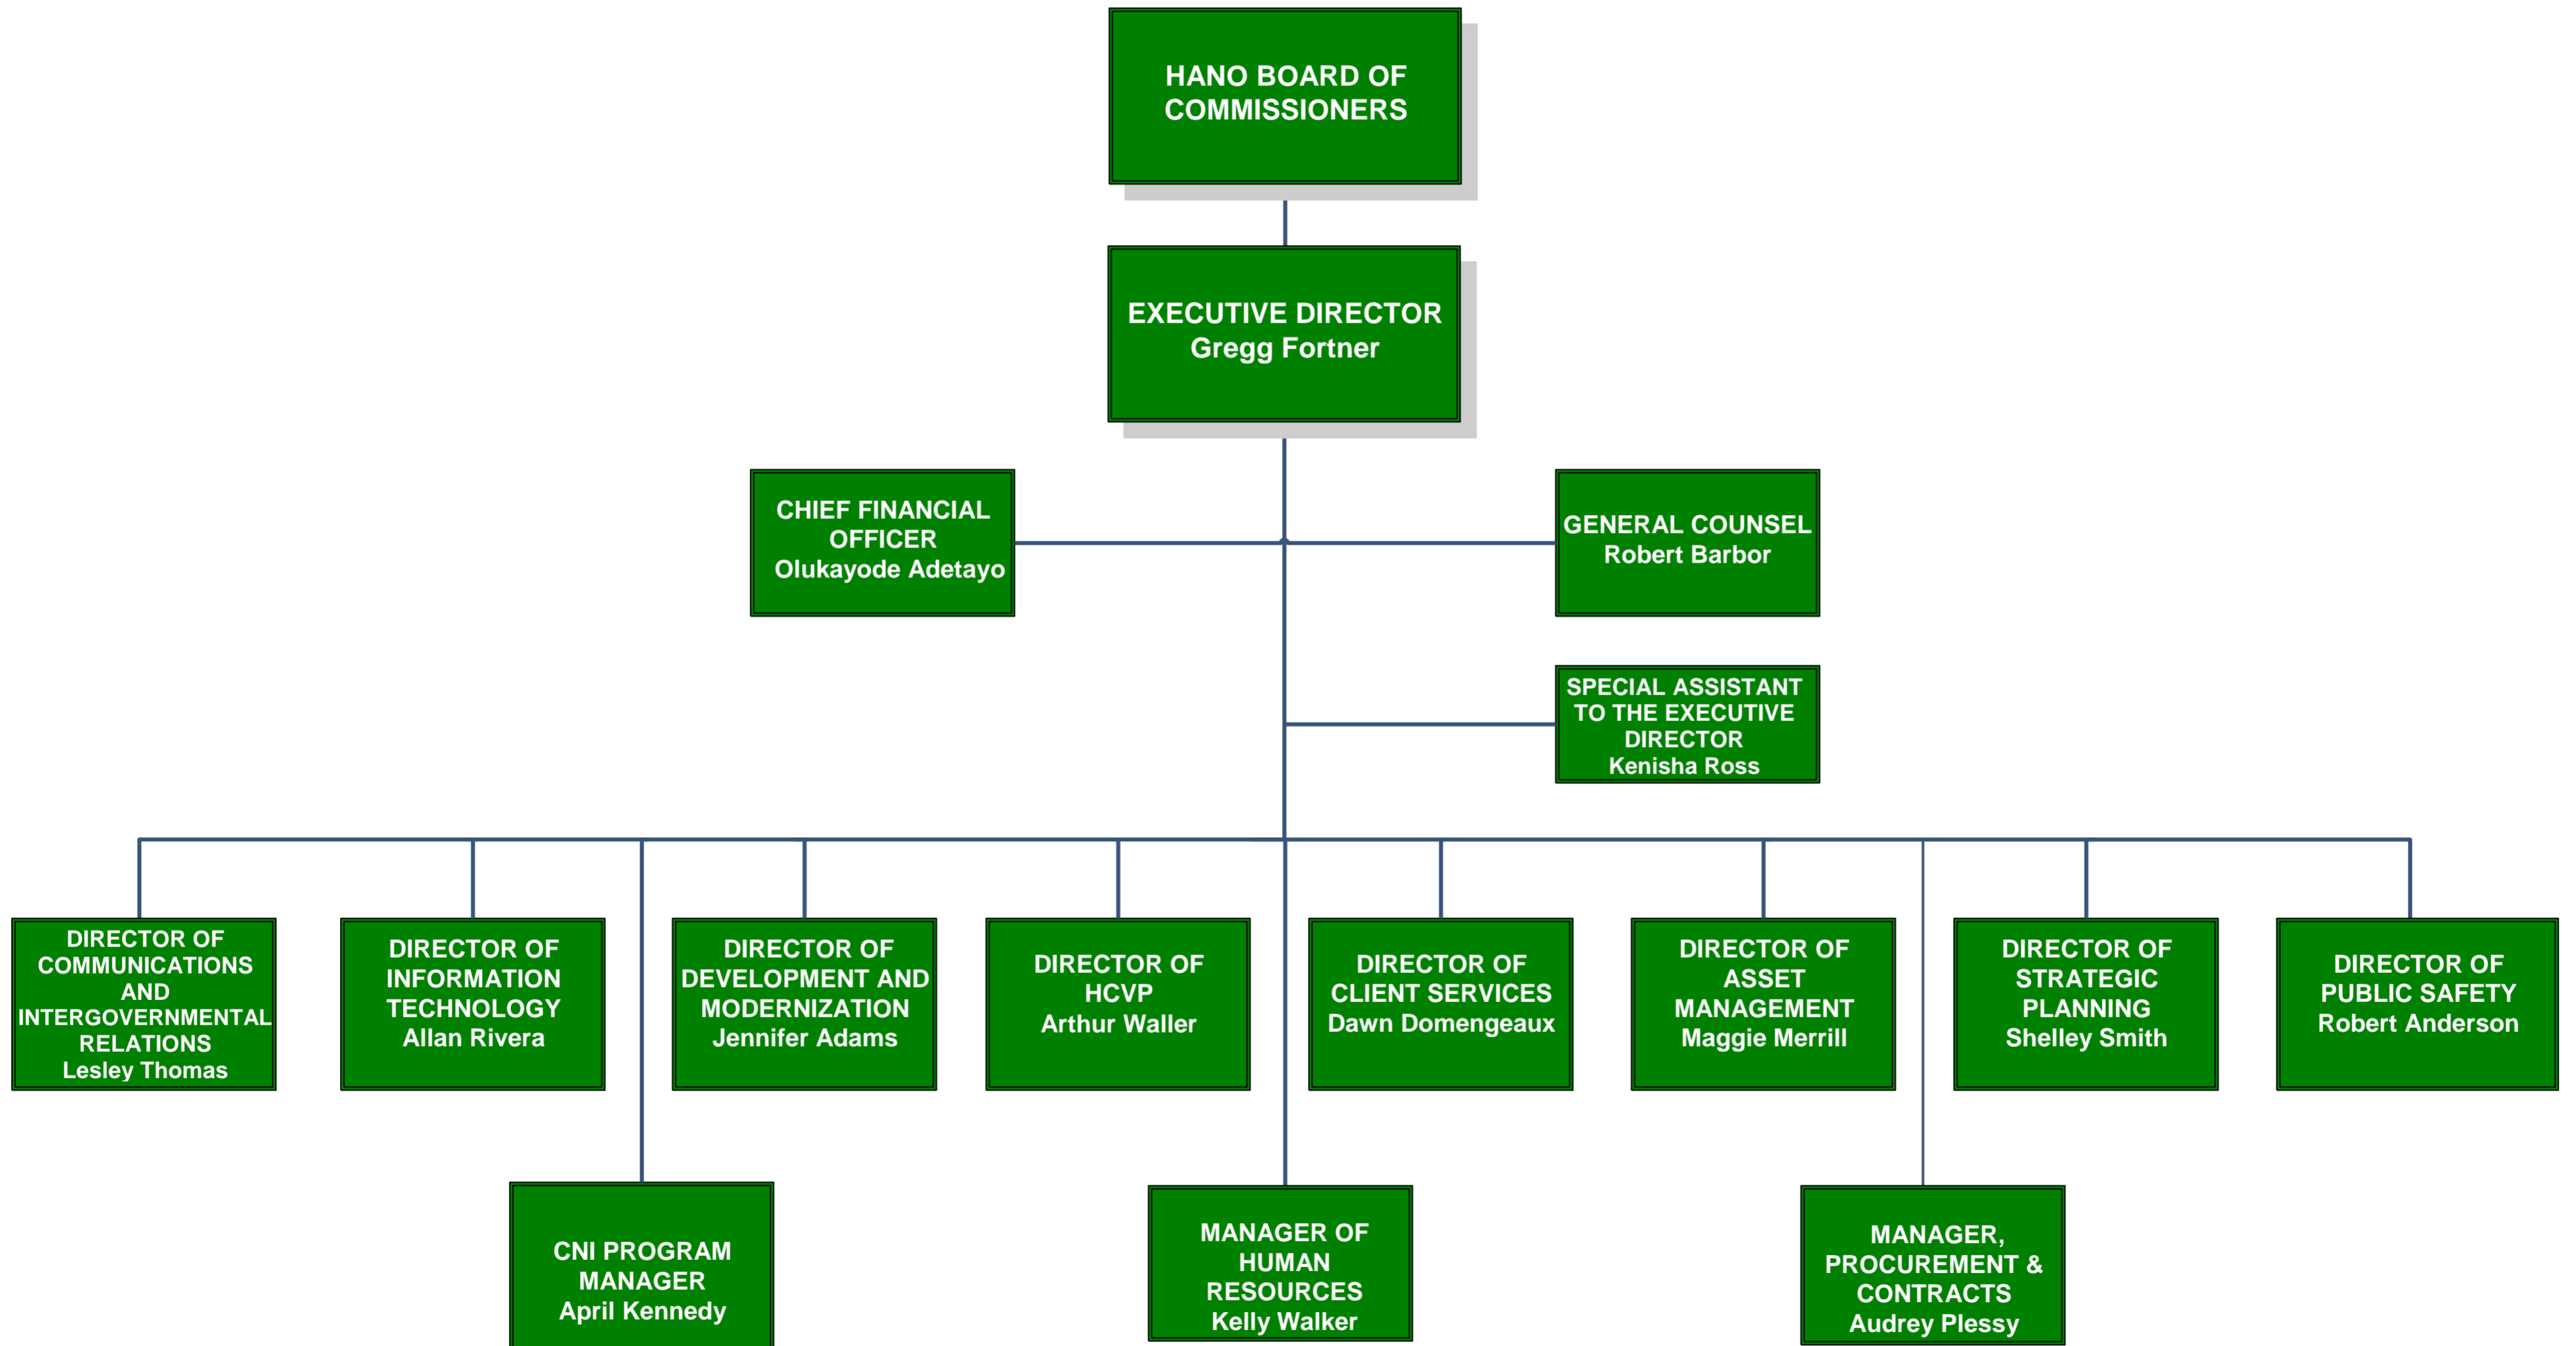 HANO BOARD OF
COMMISSIONERS
EXECUTIVE DIRECTOR
Gregg Fortner
CHIEF FINANCIAL
OFFICER
Olukayode Adetayo
GENERAL COUNSEL
Robert Barbor
SPECIAL ASSISTANT
TO THE EXECUTIVE
DIRECTOR
Kenisha Ross
DIRECTOR OF
COMMUNICATIONS
AND
INTERGOVERNMENTAL
RELATIONS
Lesley Thomas
DIRECTOR OF
INFORMATION
TECHNOLOGY
Allan Rivera
DIRECTOR OF
DEVELOPMENT AND
MODERNIZATION
Jennifer Adams
DIRECTOR OF
HCVP
Arthur Waller
DIRECTOR OF
CLIENT SERVICES
Dawn Domengeaux
DIRECTOR OF
ASSET
MANAGEMENT
Maggie Merrill
DIRECTOR OF
STRATEGIC
PLANNING
Shelley Smith
DIRECTOR OF
PUBLIC SAFETY
Robert Anderson
CNI PROGRAM
MANAGER
April Kennedy
MANAGER OF
HUMAN
RESOURCES
Kelly Walker
MANAGER,
PROCUREMENT &
CONTRACTS
Audrey Plessy